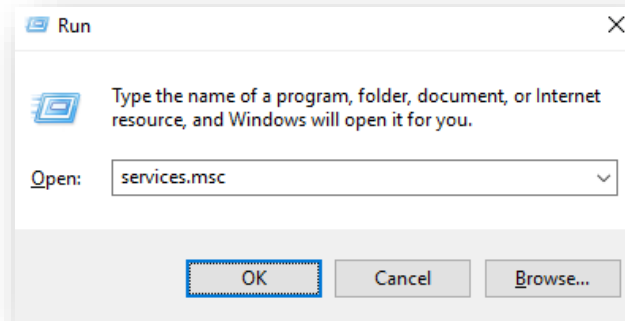 Run
Type the name of a program, folder, document, or Internet
resource, and Windows will open it for you.
Open: services.msc
OK Cancel Browse...